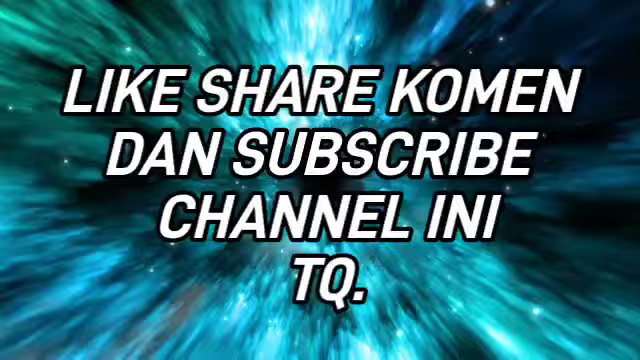 LIKE SHARE KOMEN
DAN SUBSCRIBE
CHANNEL INI
TQ.